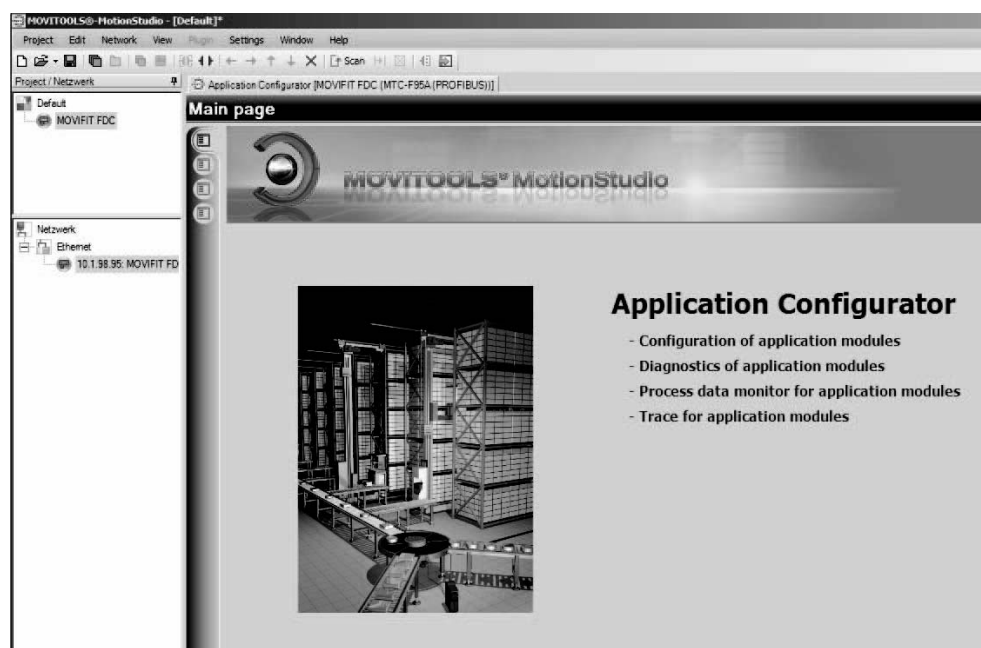 MOVITOOLS®-MotionStudio - [Default]*
Project Edit Network View Plugin Settings Window Help
Scan
Project / Netzwerk
Application Configurator [MOVIFIT FDC (MTC-F95A (PROFIBUS))]
Default
MOVIFIT FDC
Main page
MOVITOOLS® MotionStudio
Netzwerk
Ethernet
10.1.98.95: MOVIFIT FD
Application Configurator
- Configuration of application modules
- Diagnostics of application modules
- Process data monitor for application modules
- Trace for application modules